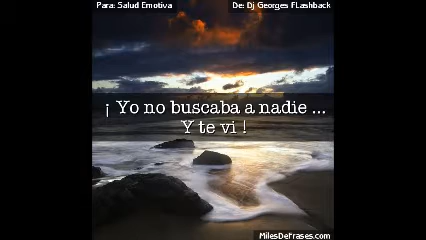 Para: Salud Emotiva
De: Dj Georges FLashback
¡ Yo no buscaba a nadie ...
Y te vi !
MilesDeFrases.com